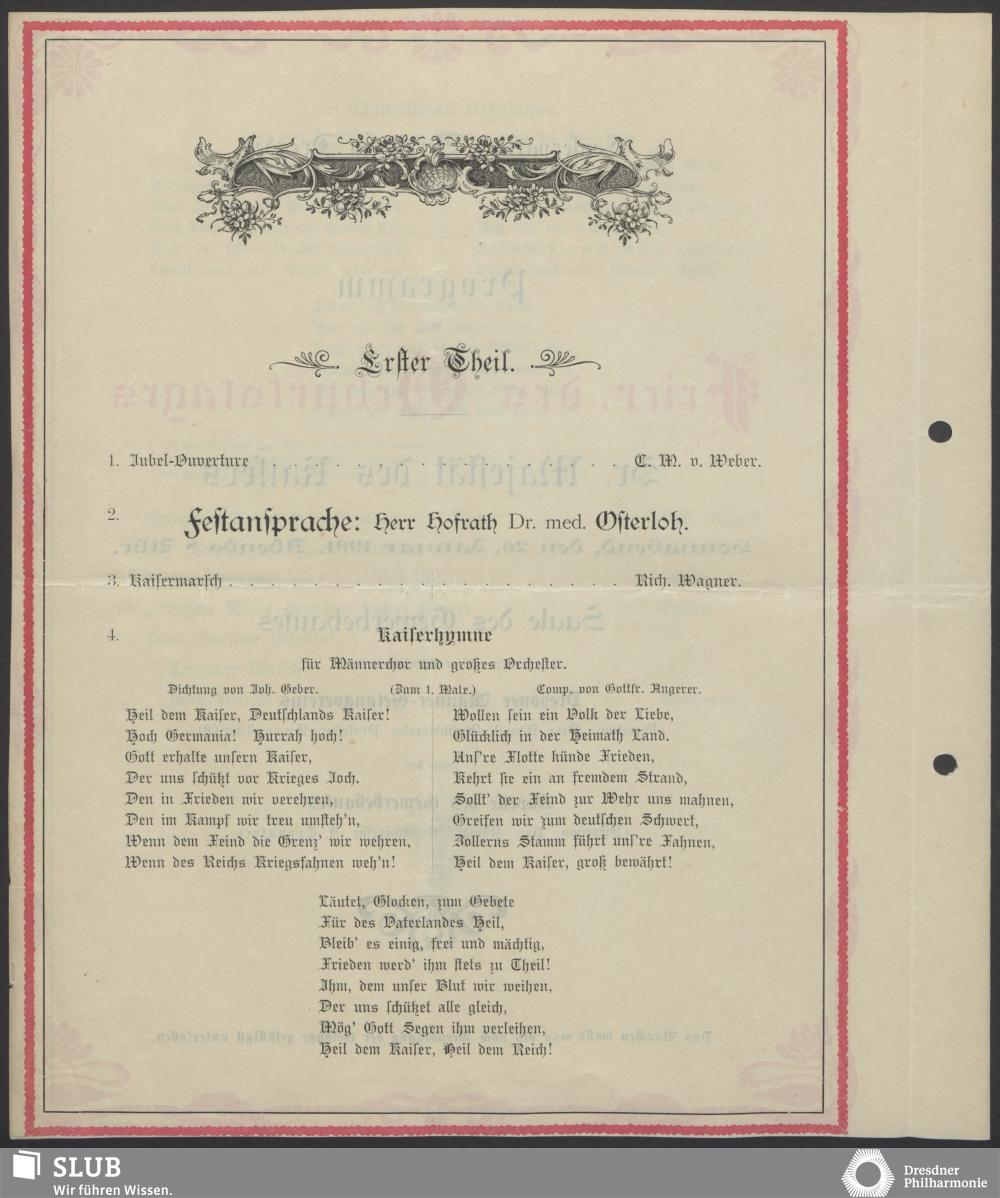 Erster Theil.
1. Jubel-Ouverture . . . . . . . . . . . . . . . . . C. M. v. Weber.
2. Festansprache: Herr Hofrath Dr. med. Osterloh.
3. Kaisermarsch . . . . . . . . . . . . . . . . . . . Rich. Wagner.
4. Kaiserhymne
für Männerchor und großes Orchester.
Dichtung von Joh. Geber. (Zum 1. Male.) Comp. von Gottfr. Angerer.
Heil dem Kaiser, Deutschlands Kaiser!
Hoch Germania! Hurrah hoch!
Gott erhalte unsern Kaiser,
Der uns schützt vor Krieges Joch.
Den in Frieden wir verehren,
Den im Kampf wir treu umsteh'n,
Wenn dem Feind die Grenz' wir wehren,
Wenn des Reichs Kriegsfahnen weh'n!
Wollen sein ein Volk der Liebe,
Glücklich in der Heimath Land.
Uns're Flotte künde Frieden,
Kehrt sie ein an fremdem Strand,
Sollt' der Feind zur Wehr uns mahnen,
Greifen wir zum deutschen Schwert,
Zollerns Stamm führt uns're Fahnen,
Heil dem Kaiser, groß bewährt!
Läutet, Glocken, zum Gebete
Für des Vaterlandes Heil,
Bleib' es einig, frei und mächtig,
Frieden werd' ihm stets zu Theil!
Ihm, dem unser Blut wir weihen,
Der uns schützet alle gleich,
Mög' Gott Segen ihm verleihen,
Heil dem Kaiser, Heil dem Reich!
SLUB
Wir führen Wissen.
Dresdner
Philharmonie